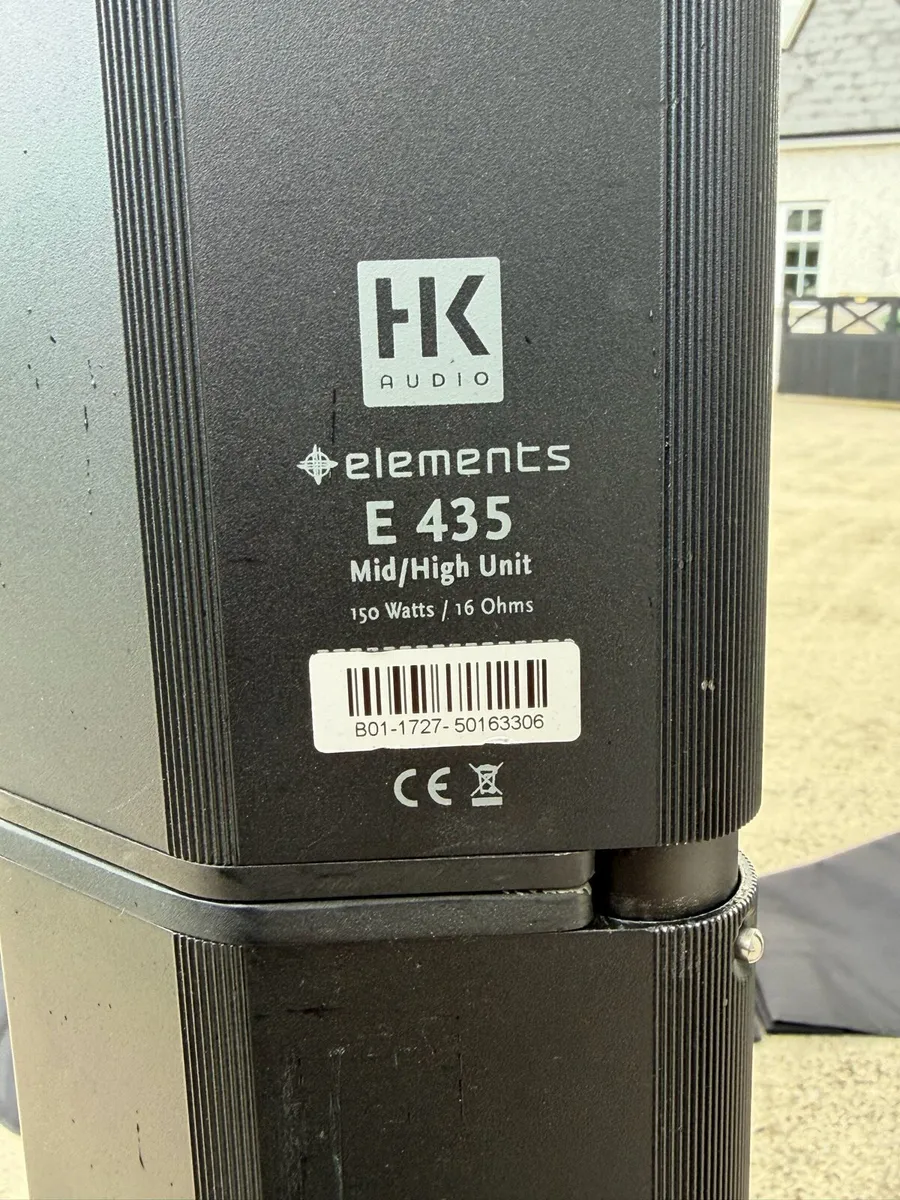 HK
AUDIO
elements
E 435
Mid/High Unit
150 Watts / 16 Ohms
B01-1727- 50163306
CE